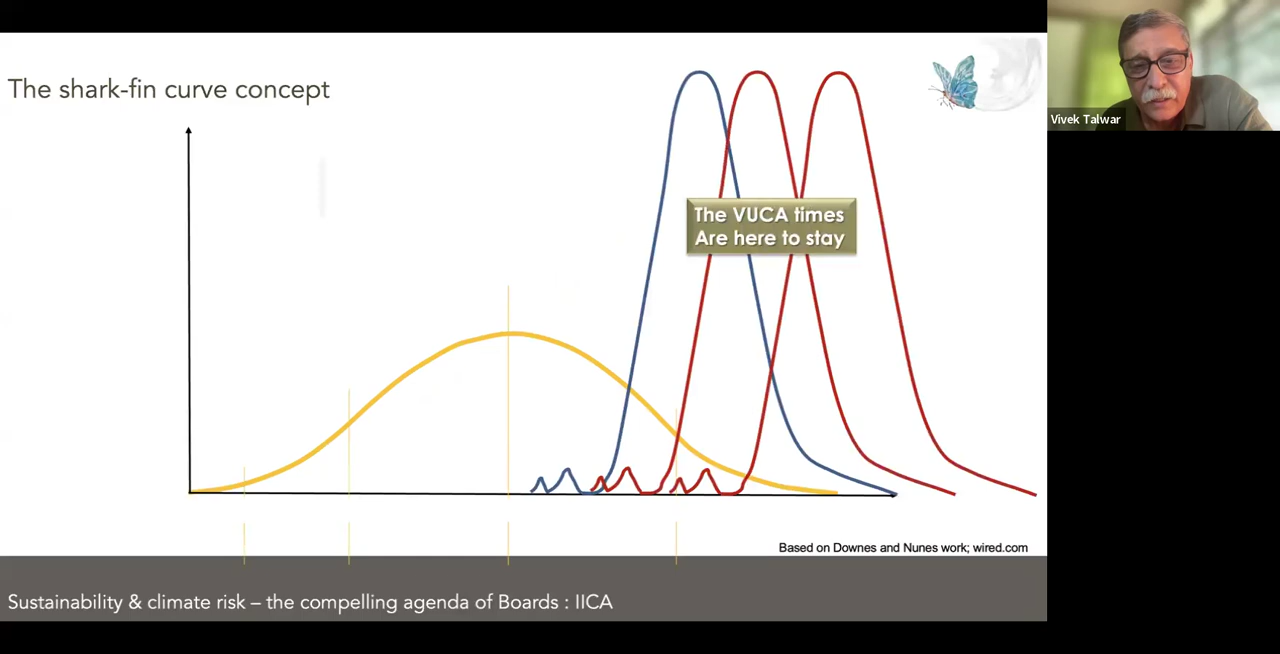 The shark-fin curve concept
Vivek Talwar
The VUCA times
Are here to stay
Based on Downes and Nunes work; wired.com
Sustainability & climate risk – the compelling agenda of Boards : IICA